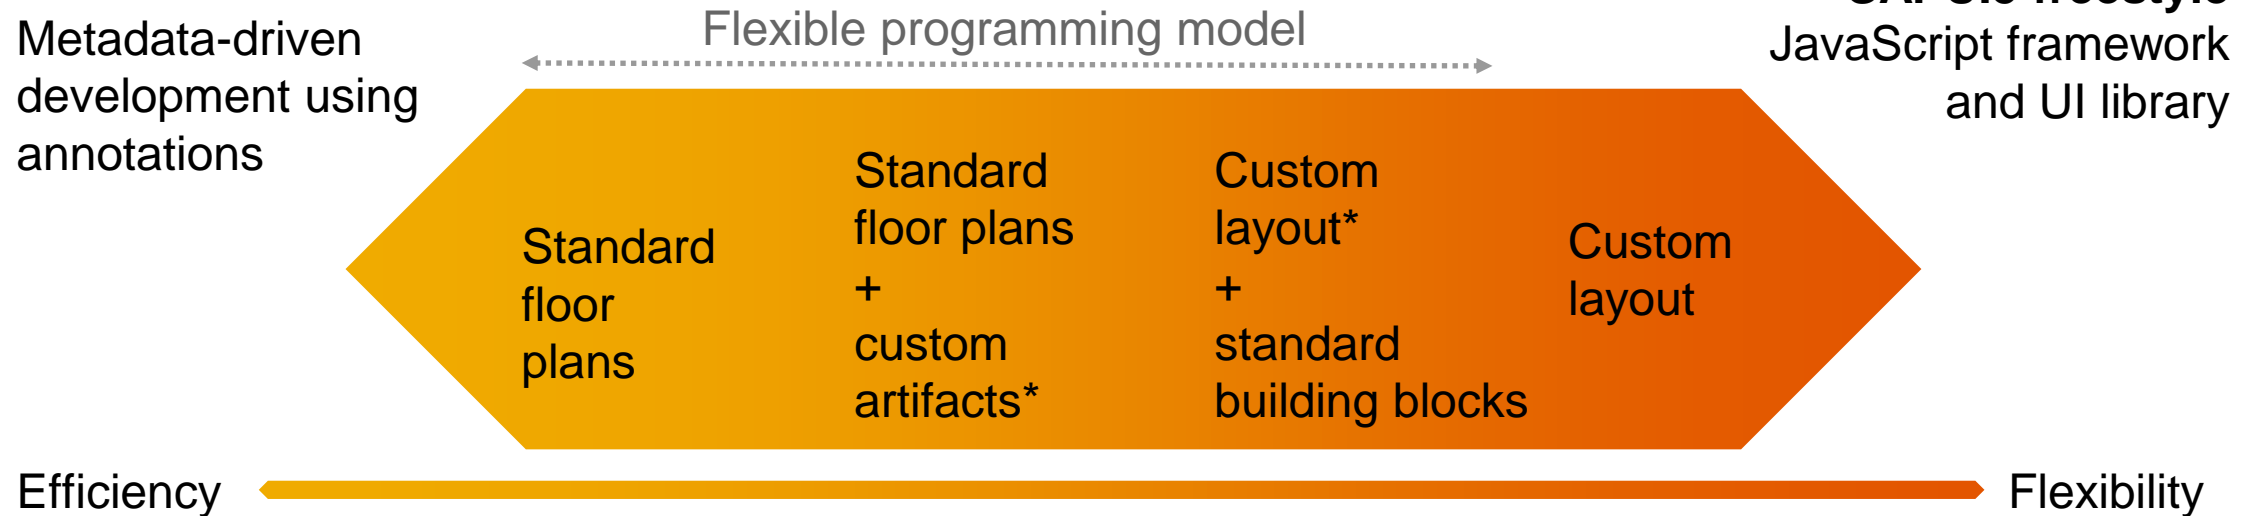 Metadata-driven
development using
annotations
Flexible programming model
JavaScript framework
and UI library
Standard
floor
plans
Standard
floor plans
+
custom
artifacts*
Custom
layout*
+
standard
building blocks
Custom
layout
Efficiency
Flexibility